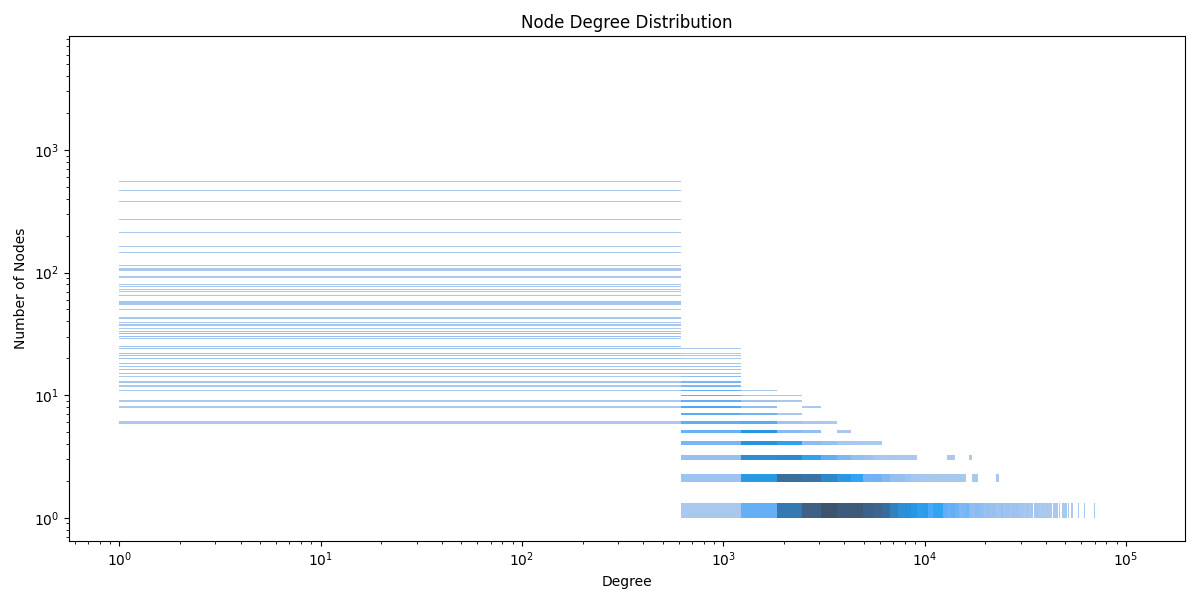 Node Degree Distribution
Number of Nodes
10³
10²
10¹
10⁰
10⁰ 10¹ 10² 10³ 10⁴ 10⁵
Degree